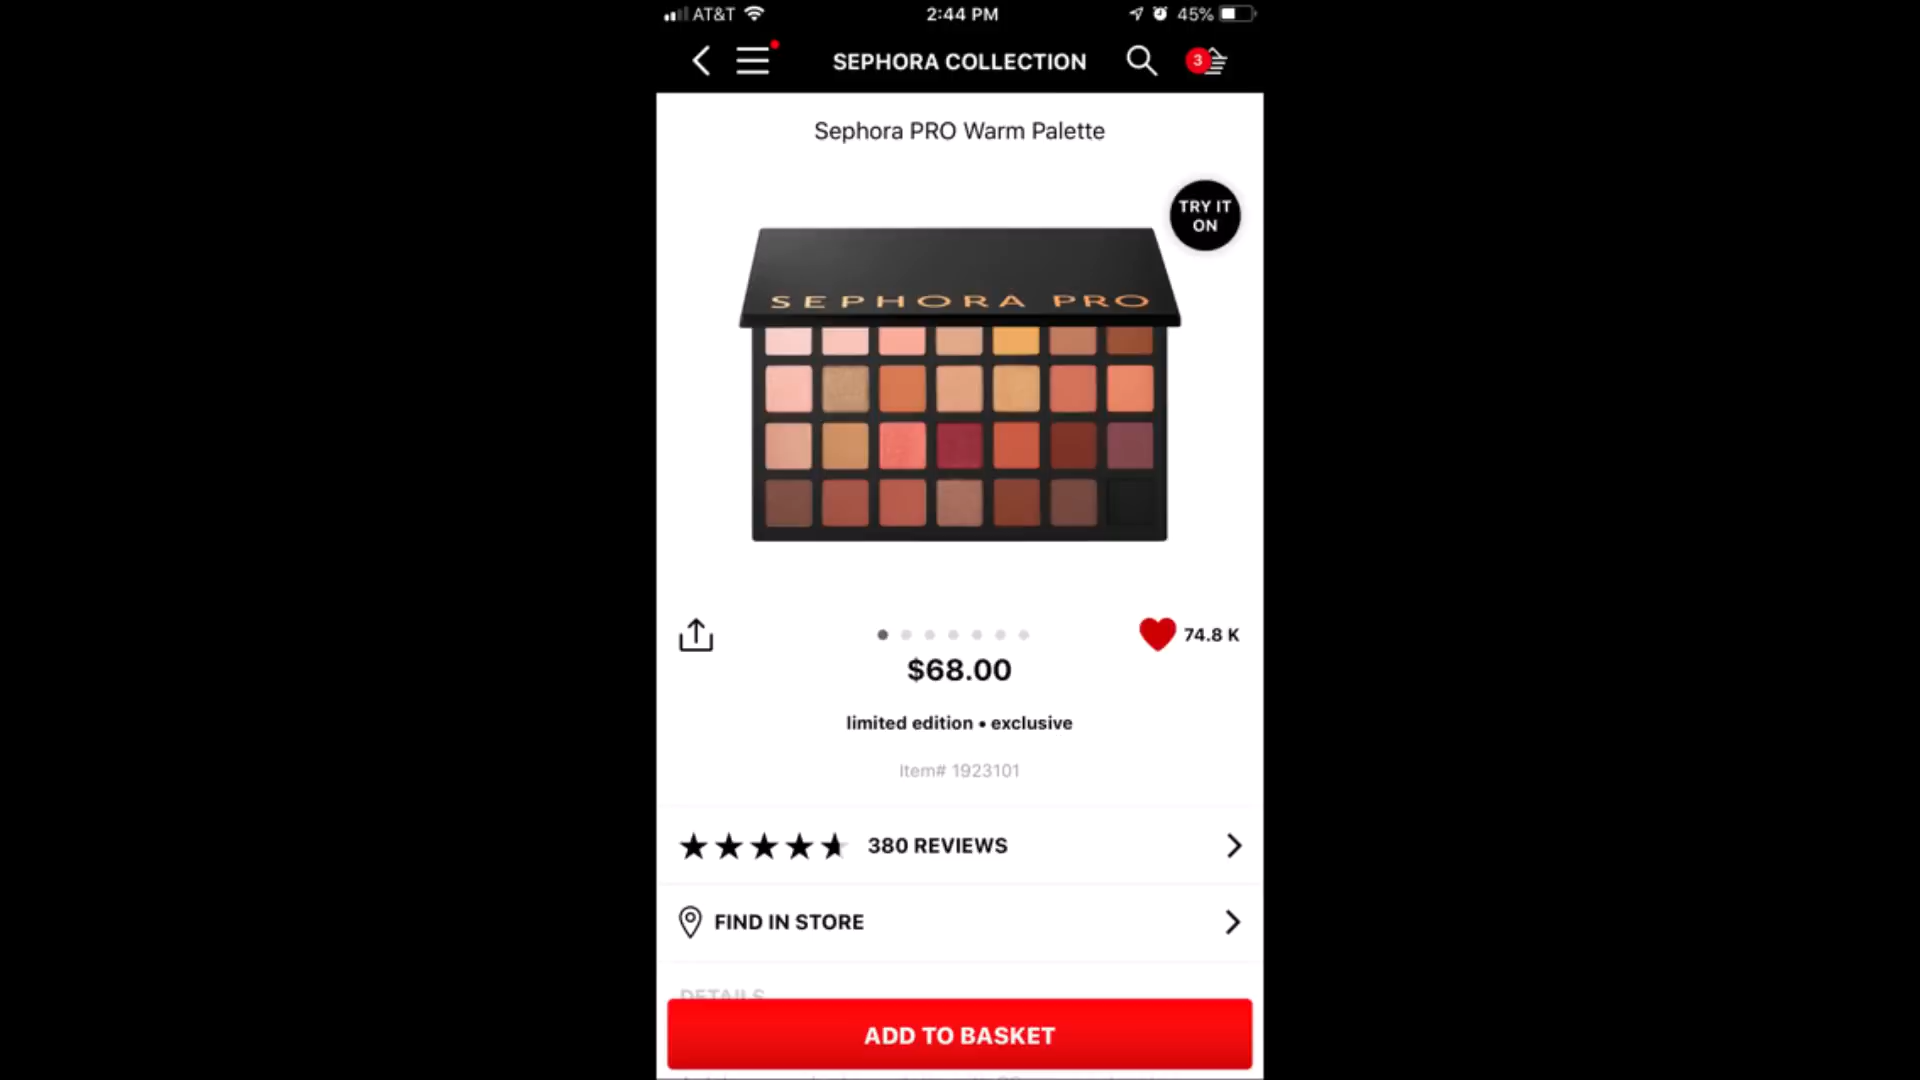 AT&T 2:44 PM 45%
SEPHORA COLLECTION 3
Sephora PRO Warm Palette
TRY IT
ON
SEPHORA PRO
74.8 K
$68.00
limited edition • exclusive
Item# 1923101
380 REVIEWS
FIND IN STORE
DETAILS
ADD TO BASKET